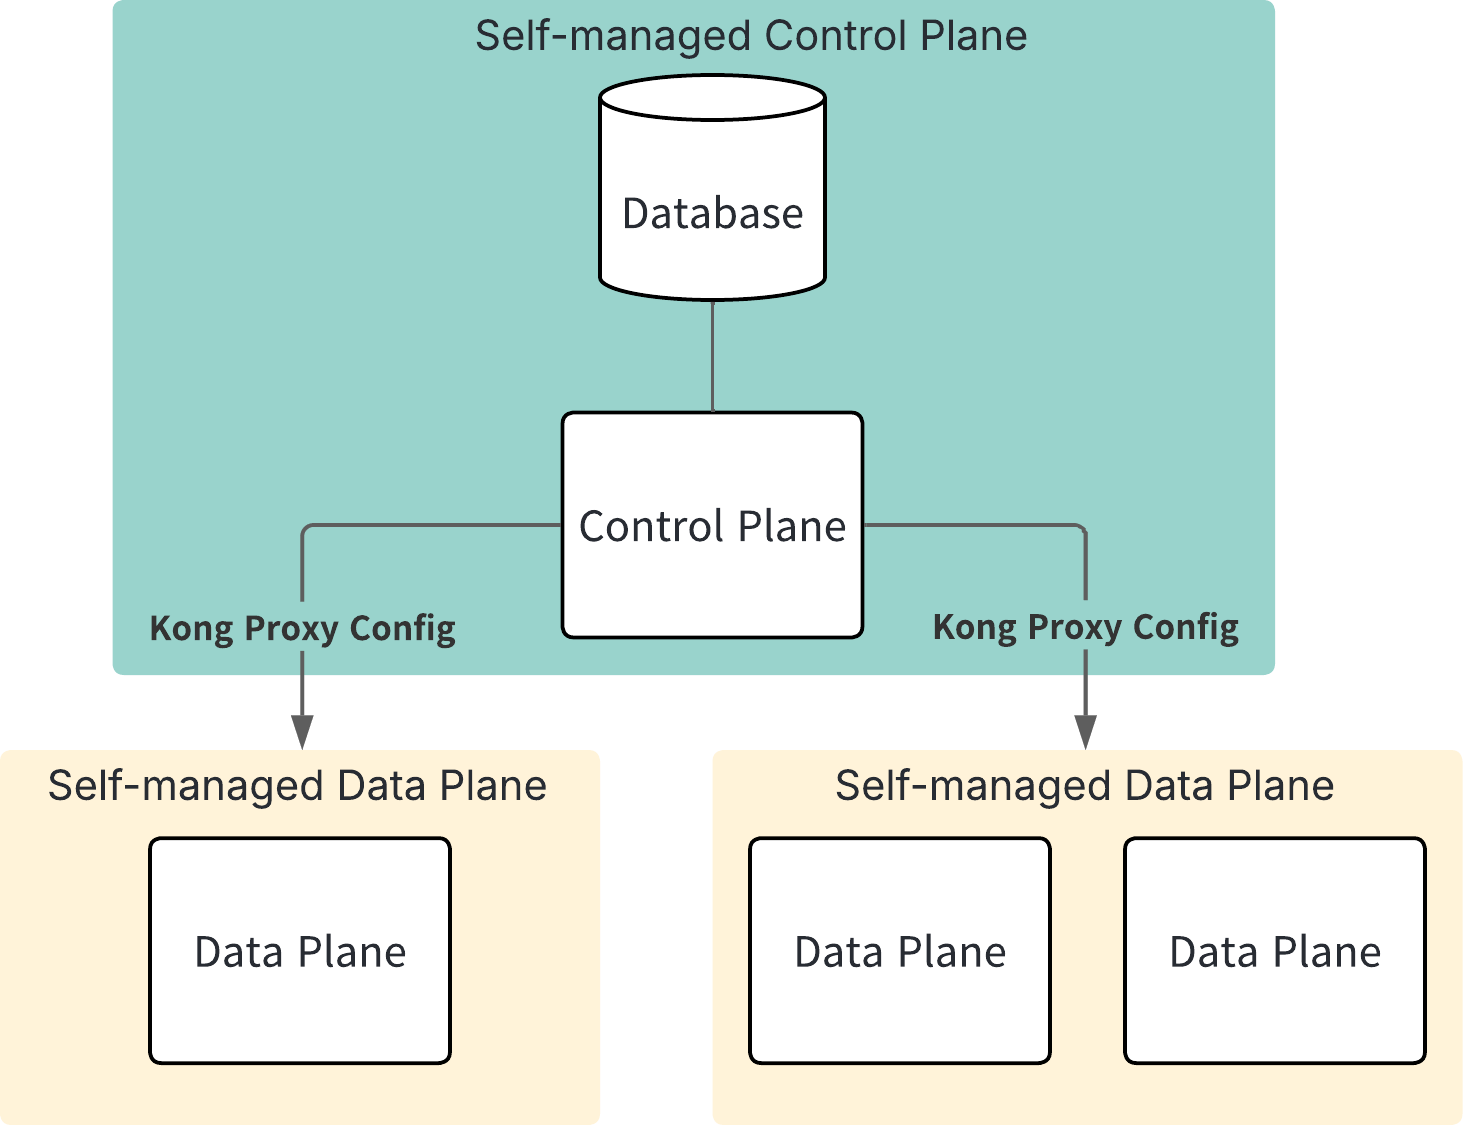 Self-managed Control Plane
Database
Control Plane
Kong Proxy Config
Kong Proxy Config
Self-managed Data Plane
Data Plane
Self-managed Data Plane
Data Plane
Data Plane